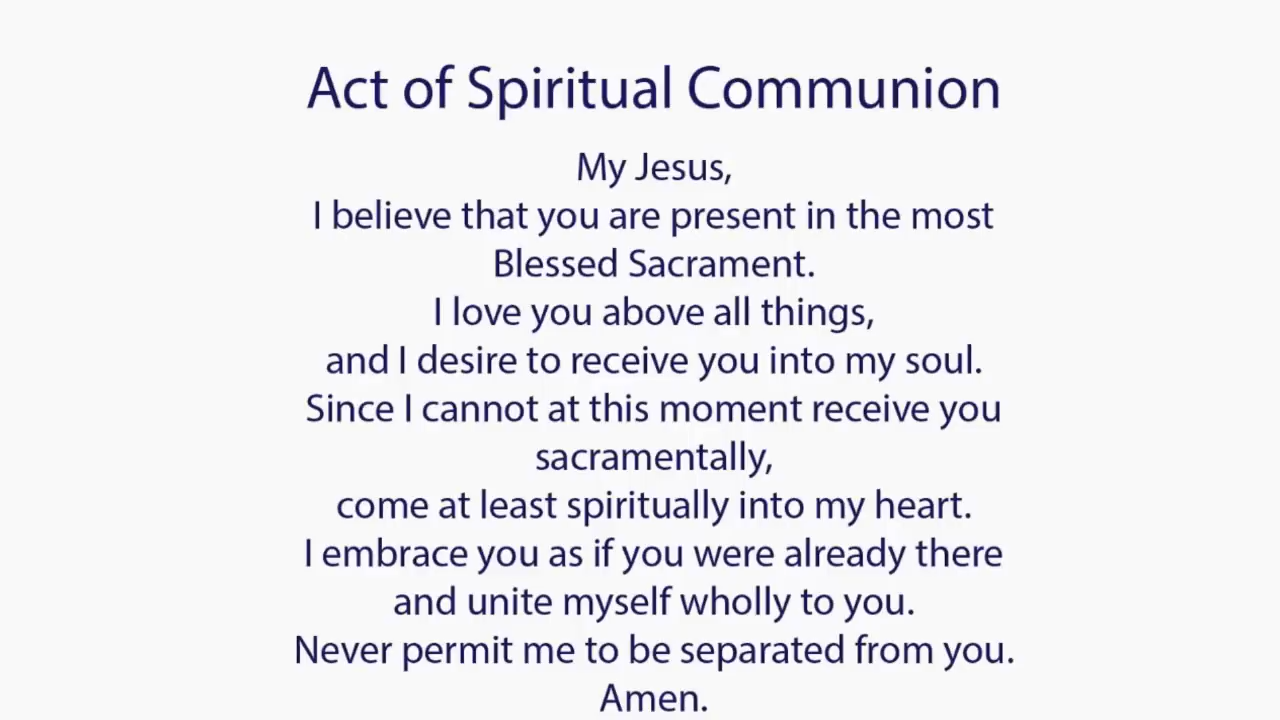 Act of Spiritual Communion
My Jesus,
I believe that you are present in the most
Blessed Sacrament.
I love you above all things,
and I desire to receive you into my soul.
Since I cannot at this moment receive you
sacramentally,
come at least spiritually into my heart.
I embrace you as if you were already there
and unite myself wholly to you.
Never permit me to be separated from you.
Amen.